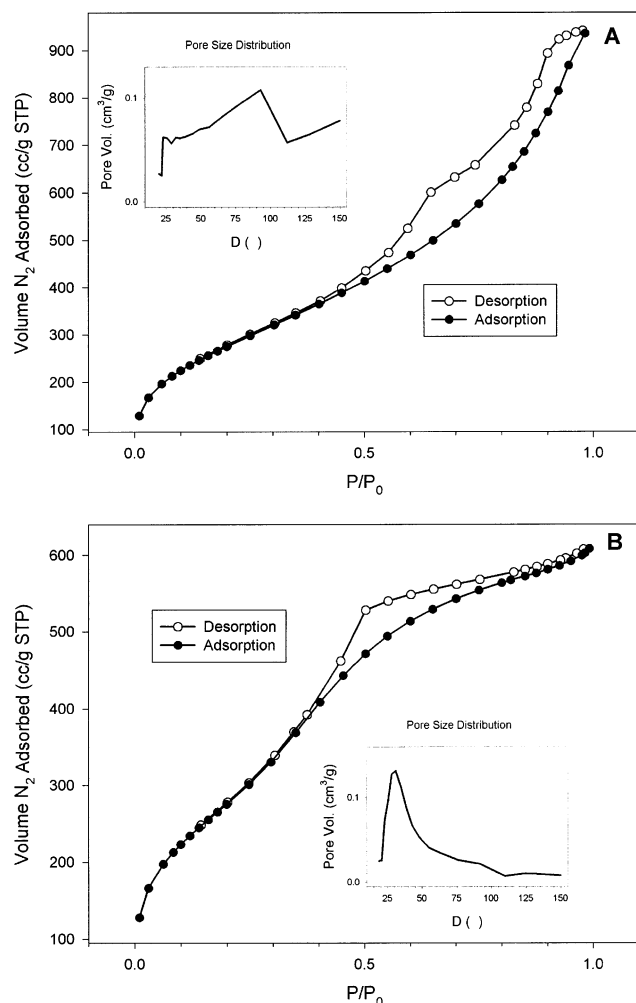 A
Pore Size Distribution
Pore Vol. (cm³/g)
0.1
0.0
25 50 75 100 125 150
D ( )
Volume N₂ Adsorbed (cc/g STP)
900
800
700
600
500
400
300
200
100
Desorption
Adsorption
0.0 0.5 1.0
P/P₀
B
Volume N₂ Adsorbed (cc/g STP)
600
500
400
300
200
100
Desorption
Adsorption
Pore Size Distribution
Pore Vol. (cm³/g)
0.1
0.0
25 50 75 100 125 150
D ( )
0.0 0.5 1.0
P/P₀